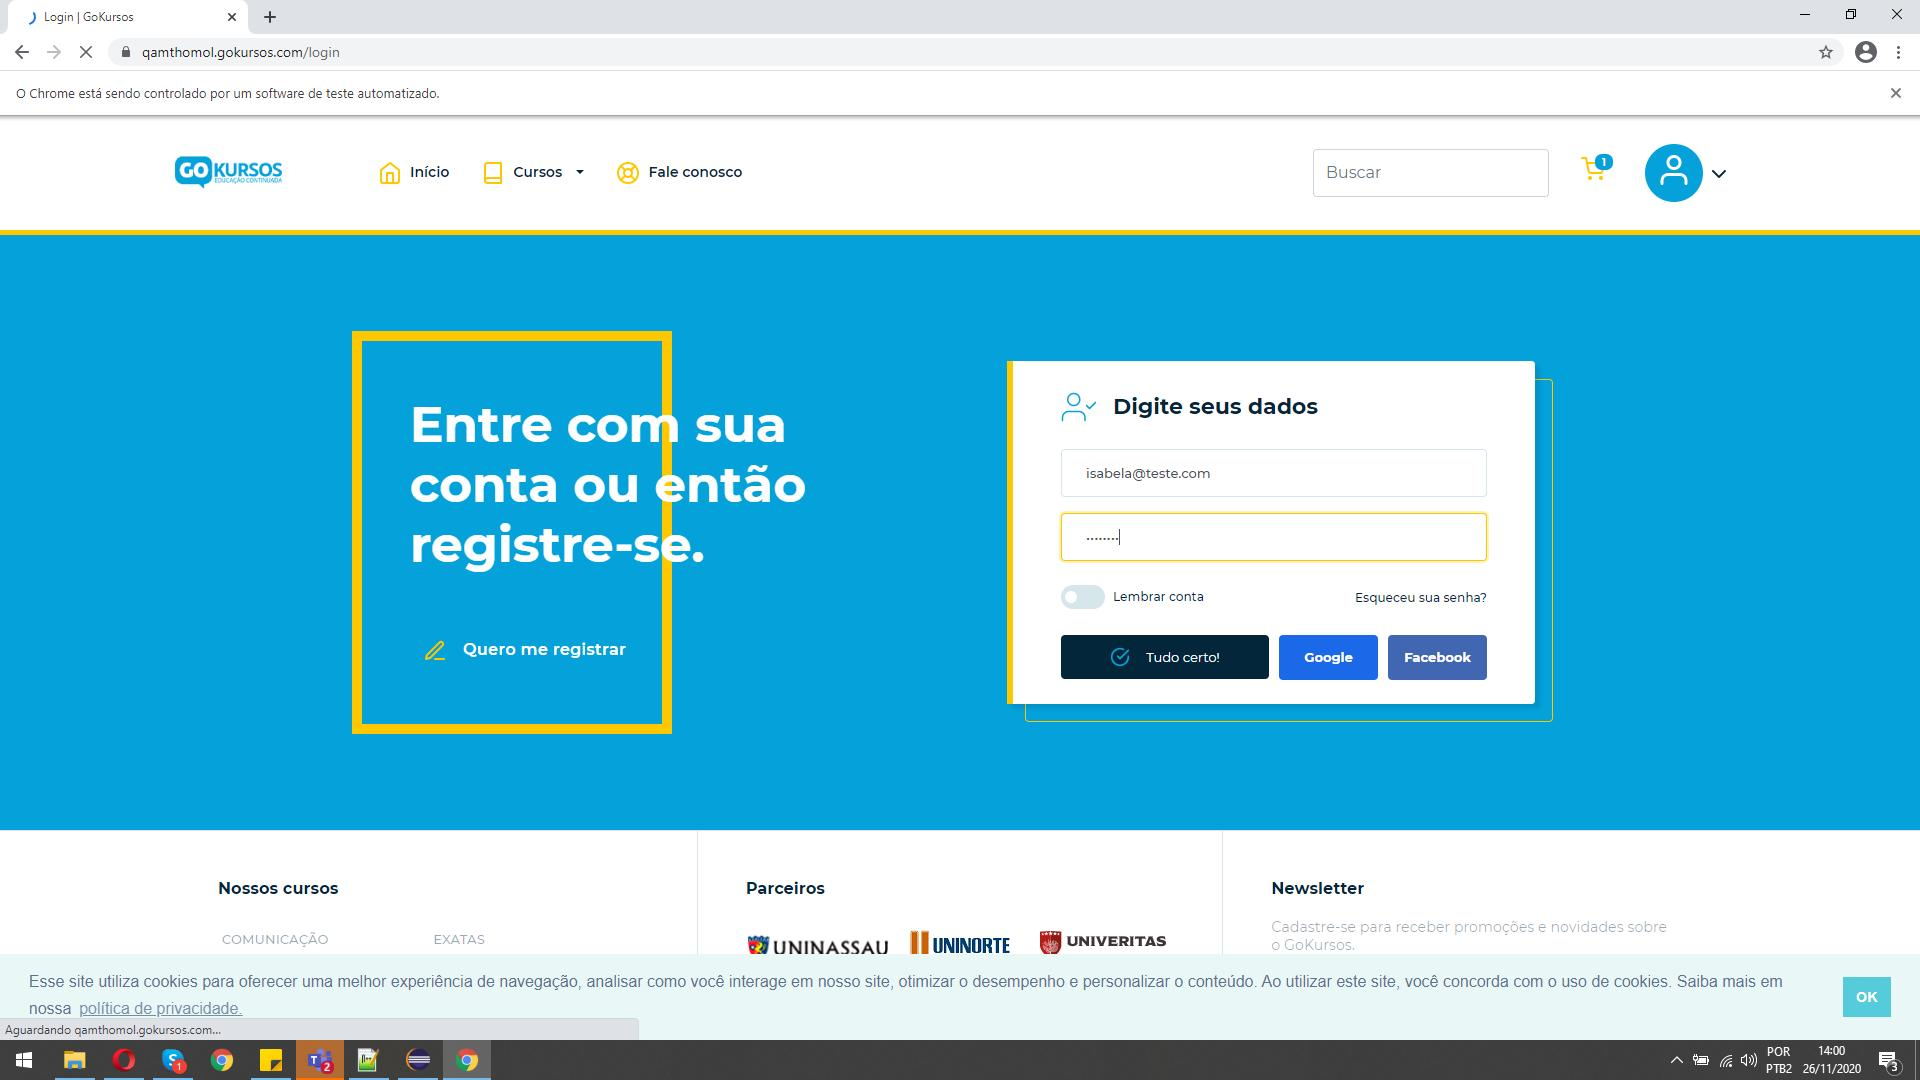 Login | GoKursos
qamthomol.gokursos.com/login
O Chrome está sendo controlado por um software de teste automatizado.
GO KURSOS
EDUCAÇÃO CONTINUADA
Início
Cursos
Fale conosco
Buscar
1
Entre com sua
conta ou então
registre-se.
Quero me registrar
Digite seus dados
isabela@teste.com
........
Lembrar conta
Esqueceu sua senha?
Tudo certo!
Google
Facebook
Nossos cursos
COMUNICAÇÃO
EXATAS
Parceiros
UNINASSAU
UNINORTE
UNIVERITAS
Newsletter
Cadastre-se para receber promoções e novidades sobre
o GoKursos.
Esse site utiliza cookies para oferecer uma melhor experiência de navegação, analisar como você interage em nosso site, otimizar o desempenho e personalizar o conteúdo. Ao utilizar este site, você concorda com o uso de cookies. Saiba mais em
nossa política de privacidade.
OK
Aguardando qamthomol.gokursos.com...
1
2
POR
PTB2
14:00
26/11/2020
3